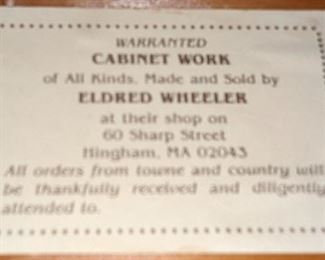 WARRANTED
CABINET WORK
of All Kinds. Made and Sold by
ELDRED WHEELER
at their shop on
60 Sharp Street
Hingham, MA 02043
All orders from towne and country will
be thankfully received and diligently
attended to.